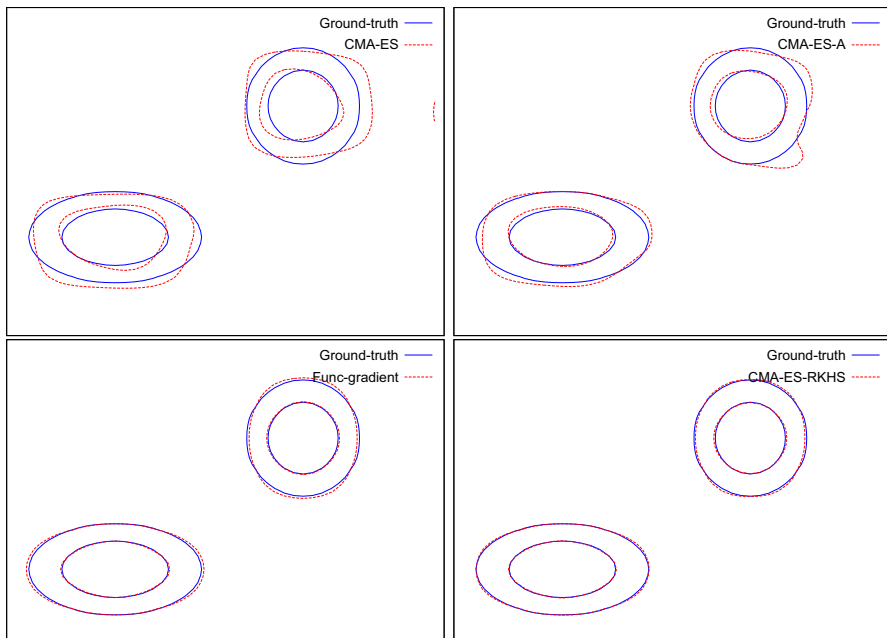 Ground-truth
CMA-ES
Ground-truth
CMA-ES-A
Ground-truth
Func-gradient
Ground-truth
CMA-ES-RKHS